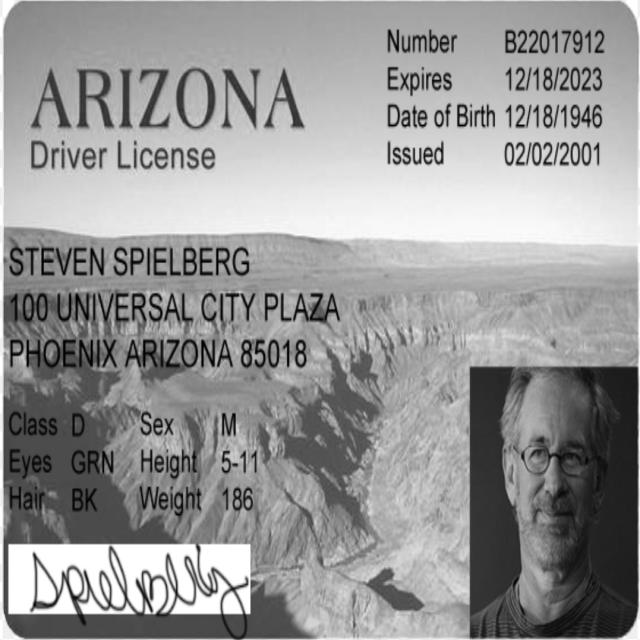 ARIZONA
Driver License
Number B22017912
Expires 12/18/2023
Date of Birth 12/18/1946
Issued 02/02/2001
STEVEN SPIELBERG
100 UNIVERSAL CITY PLAZA
PHOENIX ARIZONA 85018
Class D Sex M
Eyes GRN Height 5-11
Hair BK Weight 186
Spielberg